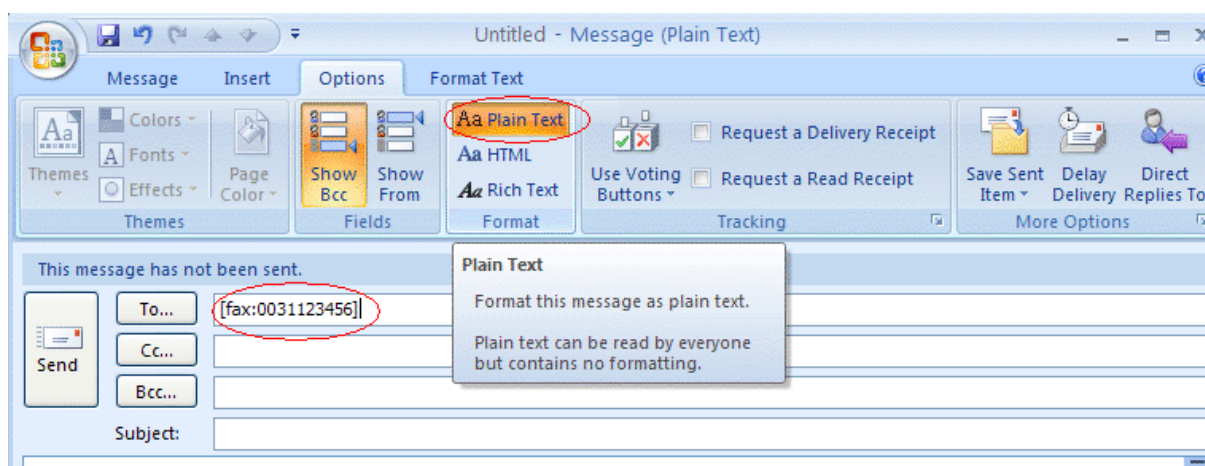 Untitled - Message (Plain Text)
Message Insert Options Format Text
Themes
Colors
Fonts
Effects
Page Color
Themes
Show Bcc
Show From
Fields
Aa Plain Text
Aa HTML
Aa Rich Text
Format
Use Voting Buttons
Request a Delivery Receipt
Request a Read Receipt
Tracking
Save Sent Item
Delay Delivery
Direct Replies To
More Options
This message has not been sent.
Send
To... [fax:0031123456]
Cc...
Bcc...
Subject:
Plain Text
Format this message as plain text.
Plain text can be read by everyone
but contains no formatting.